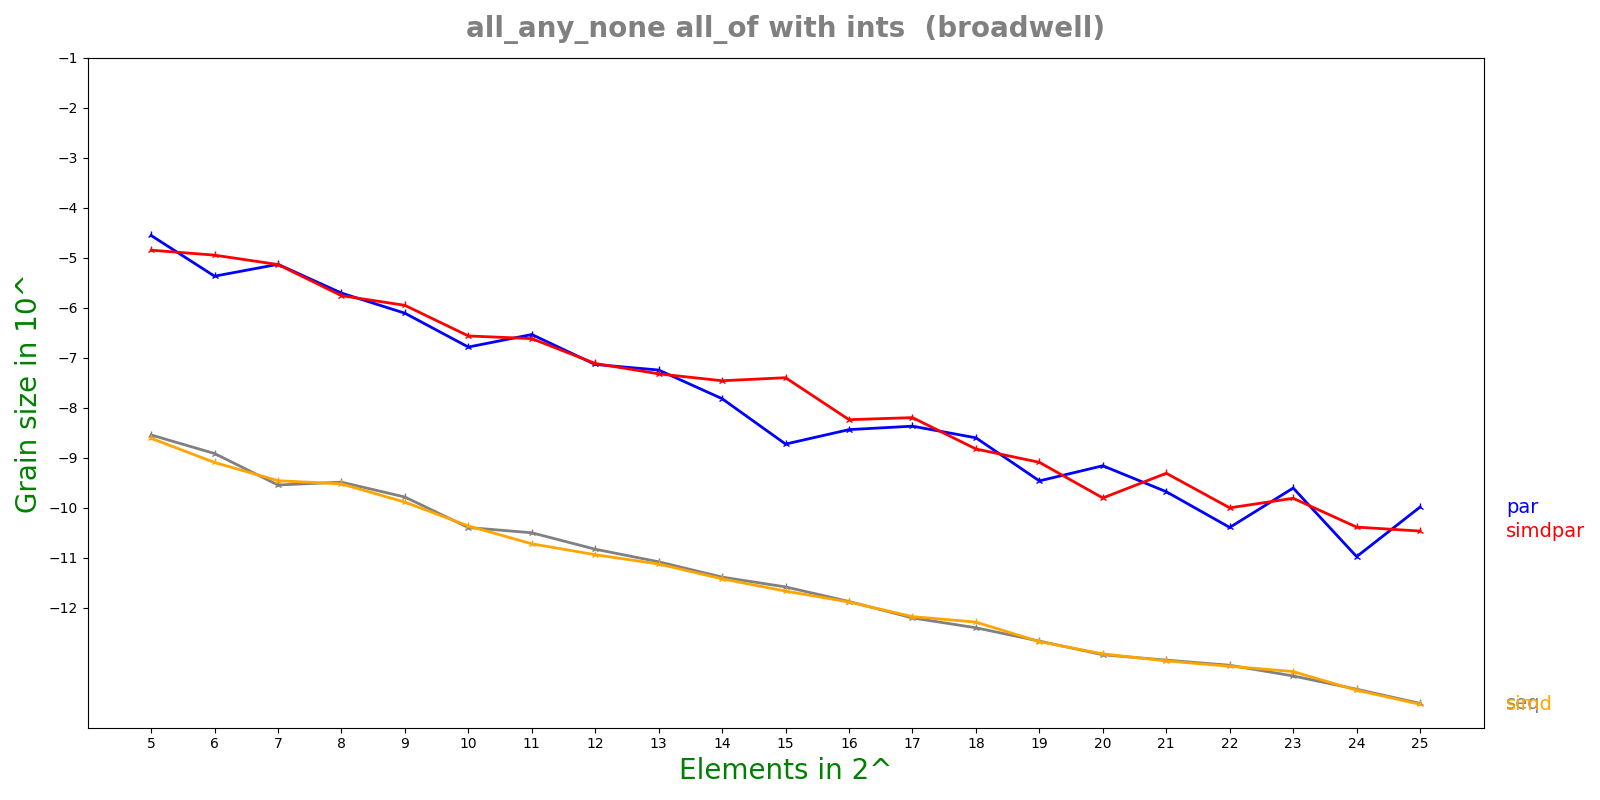 all_any_none all_of with ints  (broadwell)
Grain size in 10^
−1
−2
−3
−4
−5
−6
−7
−8
−9
−10
−11
−12
par
simdpar
seq
simd
5 6 7 8 9 10 11 12 13 14 15 16 17 18 19 20 21 22 23 24 25
Elements in 2^